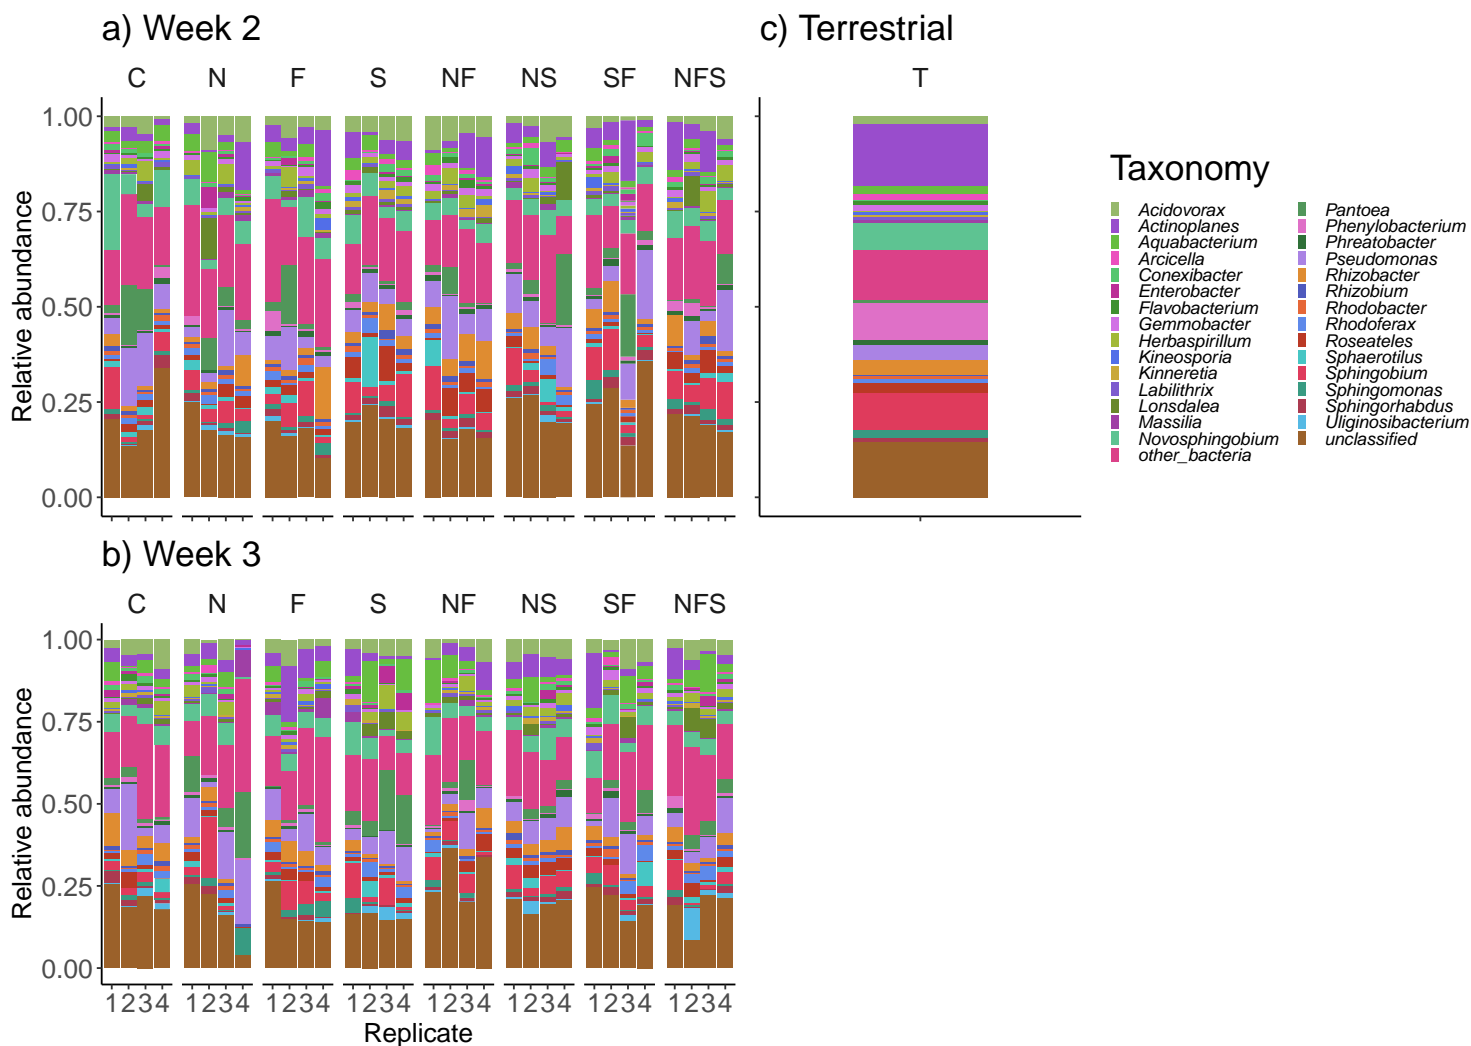 a) Week 2
c) Terrestrial
C N F S NF NS SF NFS
T
1.00
0.75
0.50
0.25
0.00
Relative abundance
Taxonomy
Acidovorax
Actinoplanes
Aquabacterium
Arcicella
Conexibacter
Enterobacter
Flavobacterium
Gemmobacter
Herbaspirillum
Kineosporia
Kinneretia
Labilithrix
Lonsdalea
Massilia
Novosphingobium
other_bacteria
Pantoea
Phenylobacterium
Phreatobacter
Pseudomonas
Rhizobacter
Rhizobium
Rhodobacter
Rhodoferax
Roseateles
Sphaerotilus
Sphingobium
Sphingomonas
Sphingorhabdus
Uliginosibacterium
unclassified
b) Week 3
C N F S NF NS SF NFS
1.00
0.75
0.50
0.25
0.00
Relative abundance
1234 1234 1234 1234 1234 1234 1234 1234
Replicate